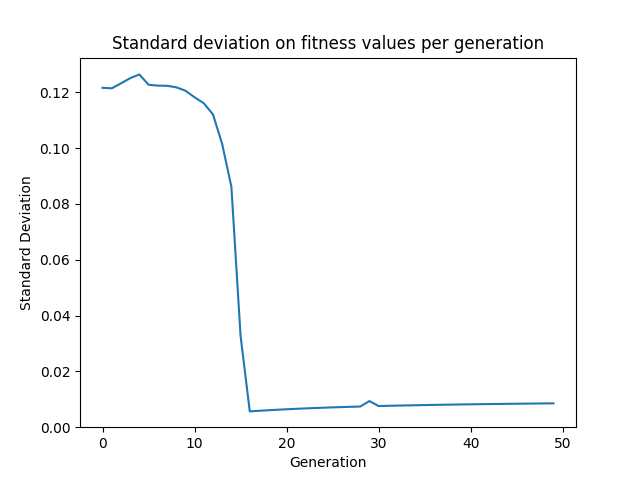 Standard deviation on fitness values per generation
Standard Deviation
0.12
0.10
0.08
0.06
0.04
0.02
0.00
0 10 20 30 40 50
Generation